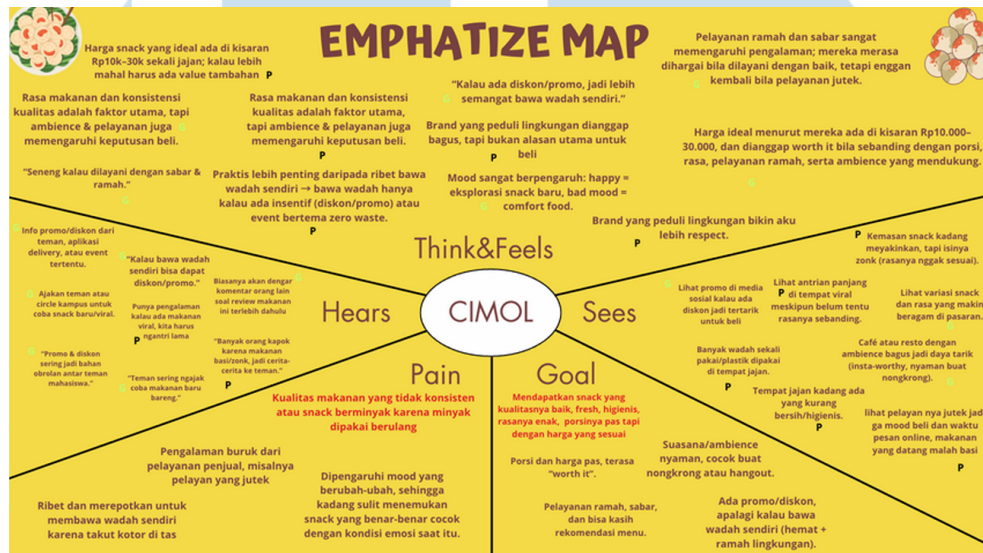 EMPHATIZE MAP
Harga snack yang ideal ada di kisaran
Rp10k–30k sekali jajan; kalau lebih
mahal harus ada value tambahan P
Rasa makanan dan konsistensi
kualitas adalah faktor utama, tapi
ambience & pelayanan juga G
memengaruhi keputusan beli.
"Seneng kalau dilayani dengan sabar &
ramah."
G
Rasa makanan dan konsistensi
kualitas adalah faktor utama,
tapi ambience & pelayanan juga
memengaruhi keputusan beli.
P
Praktis lebih penting daripada ribet bawa
wadah sendiri → bawa wadah hanya
kalau ada insentif (diskon/promo) atau
event bertema zero waste.
P
"Kalau ada diskon/promo, jadi lebih
G semangat bawa wadah sendiri."
Brand yang peduli lingkungan dianggap
bagus, tapi bukan alasan utama untuk
P beli
Mood sangat berpengaruh: happy =
eksplorasi snack baru, bad mood =
G comfort food.
Pelayanan ramah dan sabar sangat
memengaruhi pengalaman; mereka merasa
dihargai bila dilayani dengan baik, tetapi enggan
G kembali bila pelayanan jutek.
Harga ideal menurut mereka ada di kisaran Rp10.000–
30.000, dan dianggap worth it bila sebanding dengan porsi,
rasa, pelayanan ramah, serta ambience yang mendukung.
G
Brand yang peduli lingkungan bikin aku
P lebih respect.
Think&Feels
Hears
CIMOL
Sees
Pain
Goal
G
Info promo/diskon dari
teman, aplikasi
delivery, atau event
tertentu.
G
Ajakan teman atau
circle kampus untuk
coba snack baru/viral.
G
"Promo & diskon
sering jadi bahan
obrolan antar teman
mahasiswa."
G
"Kalau bawa wadah
sendiri bisa dapat
diskon/promo."
Punya pengalaman
kalau ada makanan
viral, kita harus
P ngantri lama
G
"Teman sering ngajak
coba makanan baru
bareng."
G
Biasanya akan dengar
komentar orang lain
soal review makanan
ini terlebih dahulu
"Banyak orang kapok
karena makanan
basi/zonk, jadi cerita-
cerita ke teman."
P
G
Lihat promo di media
sosial kalau ada
diskon jadi tertarik
untuk beli
Lihat antrian panjang
P di tempat viral
meskipun belum tentu
rasanya sebanding.
P Kemasan snack kadang
meyakinkan, tapi isinya
zonk (rasanya nggak sesuai).
Lihat variasi snack
dan rasa yang makin
beragam di pasaran.
G
Banyak wadah sekali
pakai/plastik dipakai
di tempat jajan.
P
Café atau resto dengan
ambience bagus jadi daya tarik
(insta-worthy, nyaman buat
nongkrong).
G
Tempat jajan kadang ada
yang kurang
bersih/higienis.
P
lihat pelayan nya jutek jadi
ga mood beli dan waktu
pesan online, makanan
yang datang malah basi
P
Kualitas makanan yang tidak konsisten
atau snack berminyak karena minyak
dipakai berulang
Pengalaman buruk dari
pelayanan penjual, misalnya
pelayan yang jutek
Ribet dan merepotkan untuk
membawa wadah sendiri
karena takut kotor di tas
Dipengaruhi mood yang
berubah-ubah, sehingga
kadang sulit menemukan
snack yang benar-benar cocok
dengan kondisi emosi saat itu.
Mendapatkan snack yang
kualitasnya baik, fresh, higienis,
rasanya enak, porsinya pas tapi
dengan harga yang sesuai
Porsi dan harga pas, terasa
"worth it".
Suasana/ambience
nyaman, cocok buat
nongkrong atau hangout.
Pelayanan ramah, sabar,
dan bisa kasih
rekomendasi menu.
Ada promo/diskon,
apalagi kalau bawa
wadah sendiri (hemat +
ramah lingkungan).